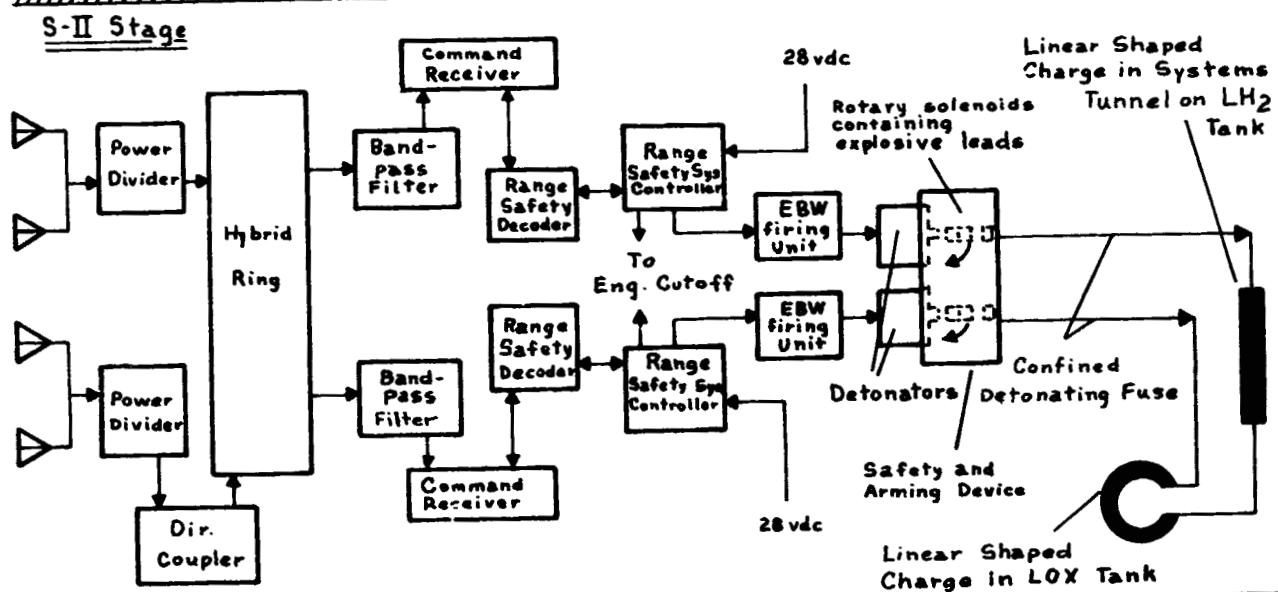 S-II Stage
Command
Receiver
28 vdc
Linear Shaped
Charge in Systems
Tunnel on LH2
Tank
Rotary solenoids
containing
explosive leads
Power
Divider
Band-
pass
Filter
Range
Safety Sys
Controller
Range
Safety
Decoder
EBW
firing
Unit
Hybrid
Ring
To
Eng. Cutoff
EBW
firing
Unit
Range
Safety
Decoder
Range
Safety Sys
Controller
Power
Divider
Band-
pass
Filter
Detonators
Confined
Detonating Fuse
Command
Receiver
Safety and
Arming Device
28 vdc
Dir.
Coupler
Linear Shaped
Charge in LOX Tank